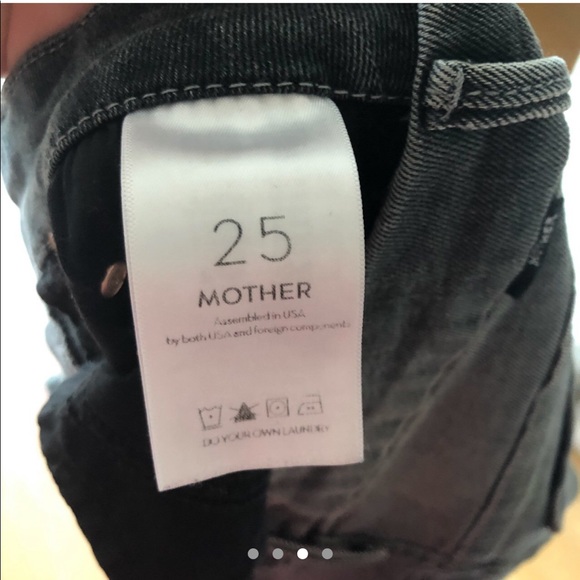 25
MOTHER
Assembled in USA
by both USA and foreign components
DO YOUR OWN LAUNDRY